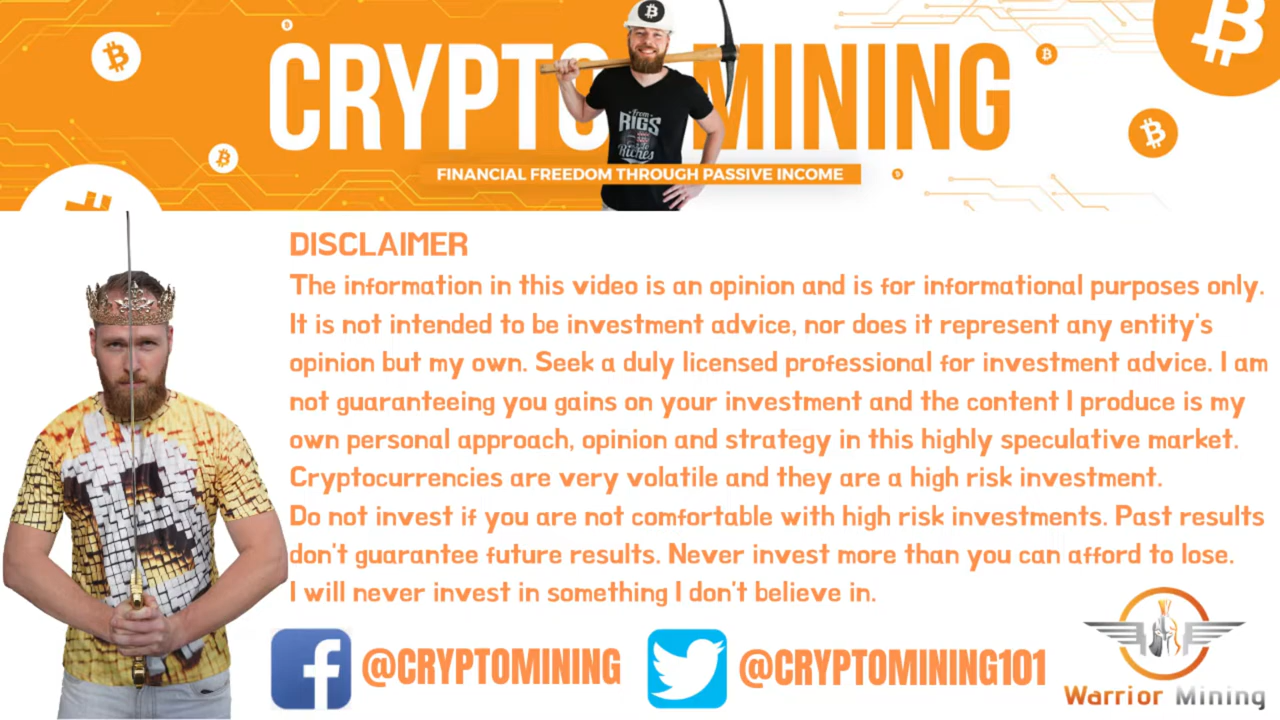 CRYPTO MINING
From
RIGS
Riches
FINANCIAL FREEDOM THROUGH PASSIVE INCOME
DISCLAIMER
The information in this video is an opinion and is for informational purposes only.
It is not intended to be investment advice, nor does it represent any entity's
opinion but my own. Seek a duly licensed professional for investment advice. I am
not guaranteeing you gains on your investment and the content I produce is my
own personal approach, opinion and strategy in this highly speculative market.
Cryptocurrencies are very volatile and they are a high risk investment.
Do not invest if you are not comfortable with high risk investments. Past results
don't guarantee future results. Never invest more than you can afford to lose.
I will never invest in something I don't believe in.
@CRYPTOMINING
@CRYPTOMINING101
Warrior Mining